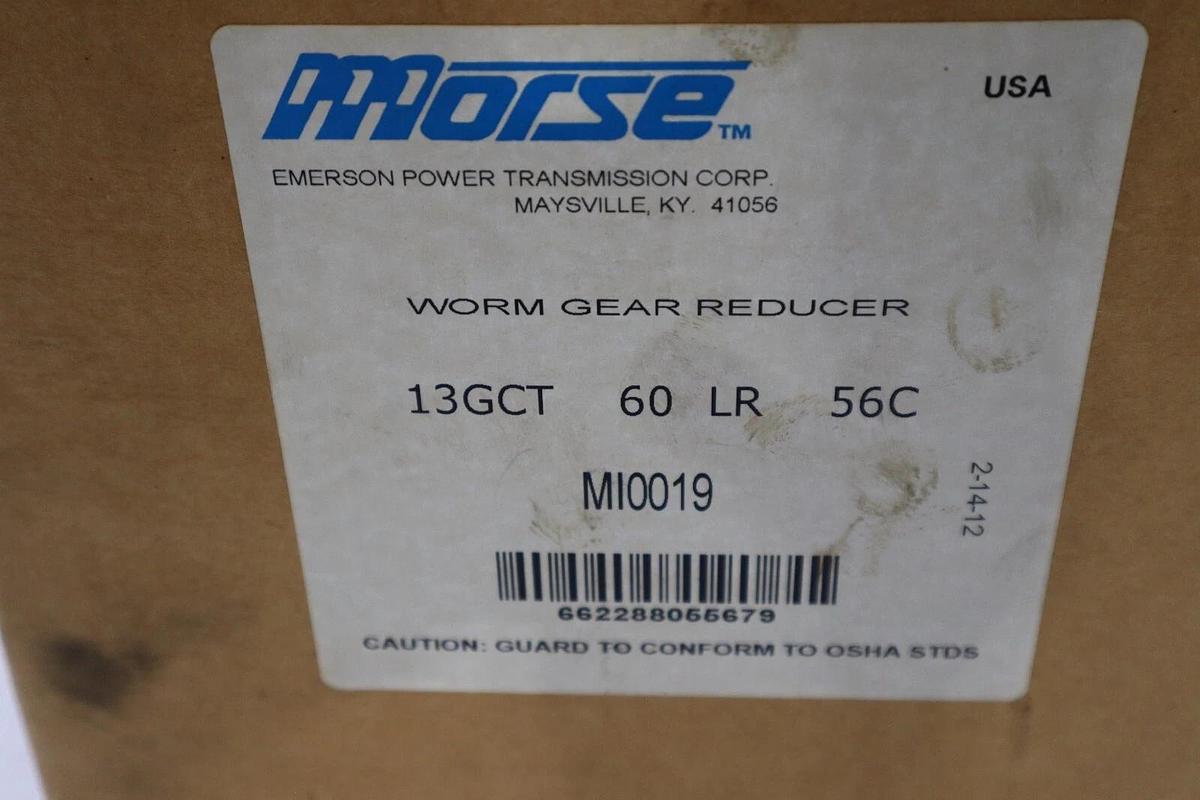 morse™
USA
EMERSON POWER TRANSMISSION CORP.
MAYSVILLE, KY. 41056
WORM GEAR REDUCER
13GCT 60 LR 56C
MI0019
2-14-12
662288055679
CAUTION: GUARD TO CONFORM TO OSHA STDS